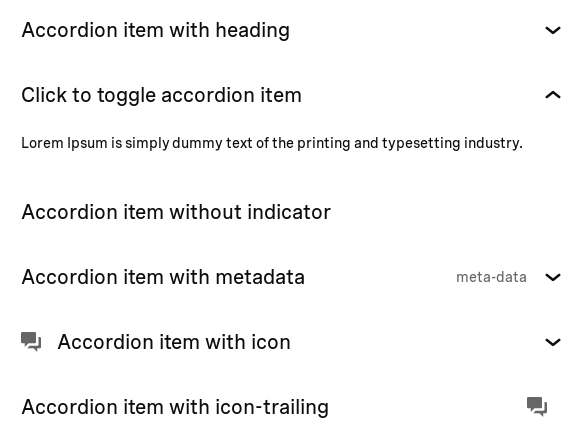 Accordion item with heading
Click to toggle accordion item
Lorem Ipsum is simply dummy text of the printing and typesetting industry.
Accordion item without indicator
Accordion item with metadata meta-data
Accordion item with icon
Accordion item with icon-trailing